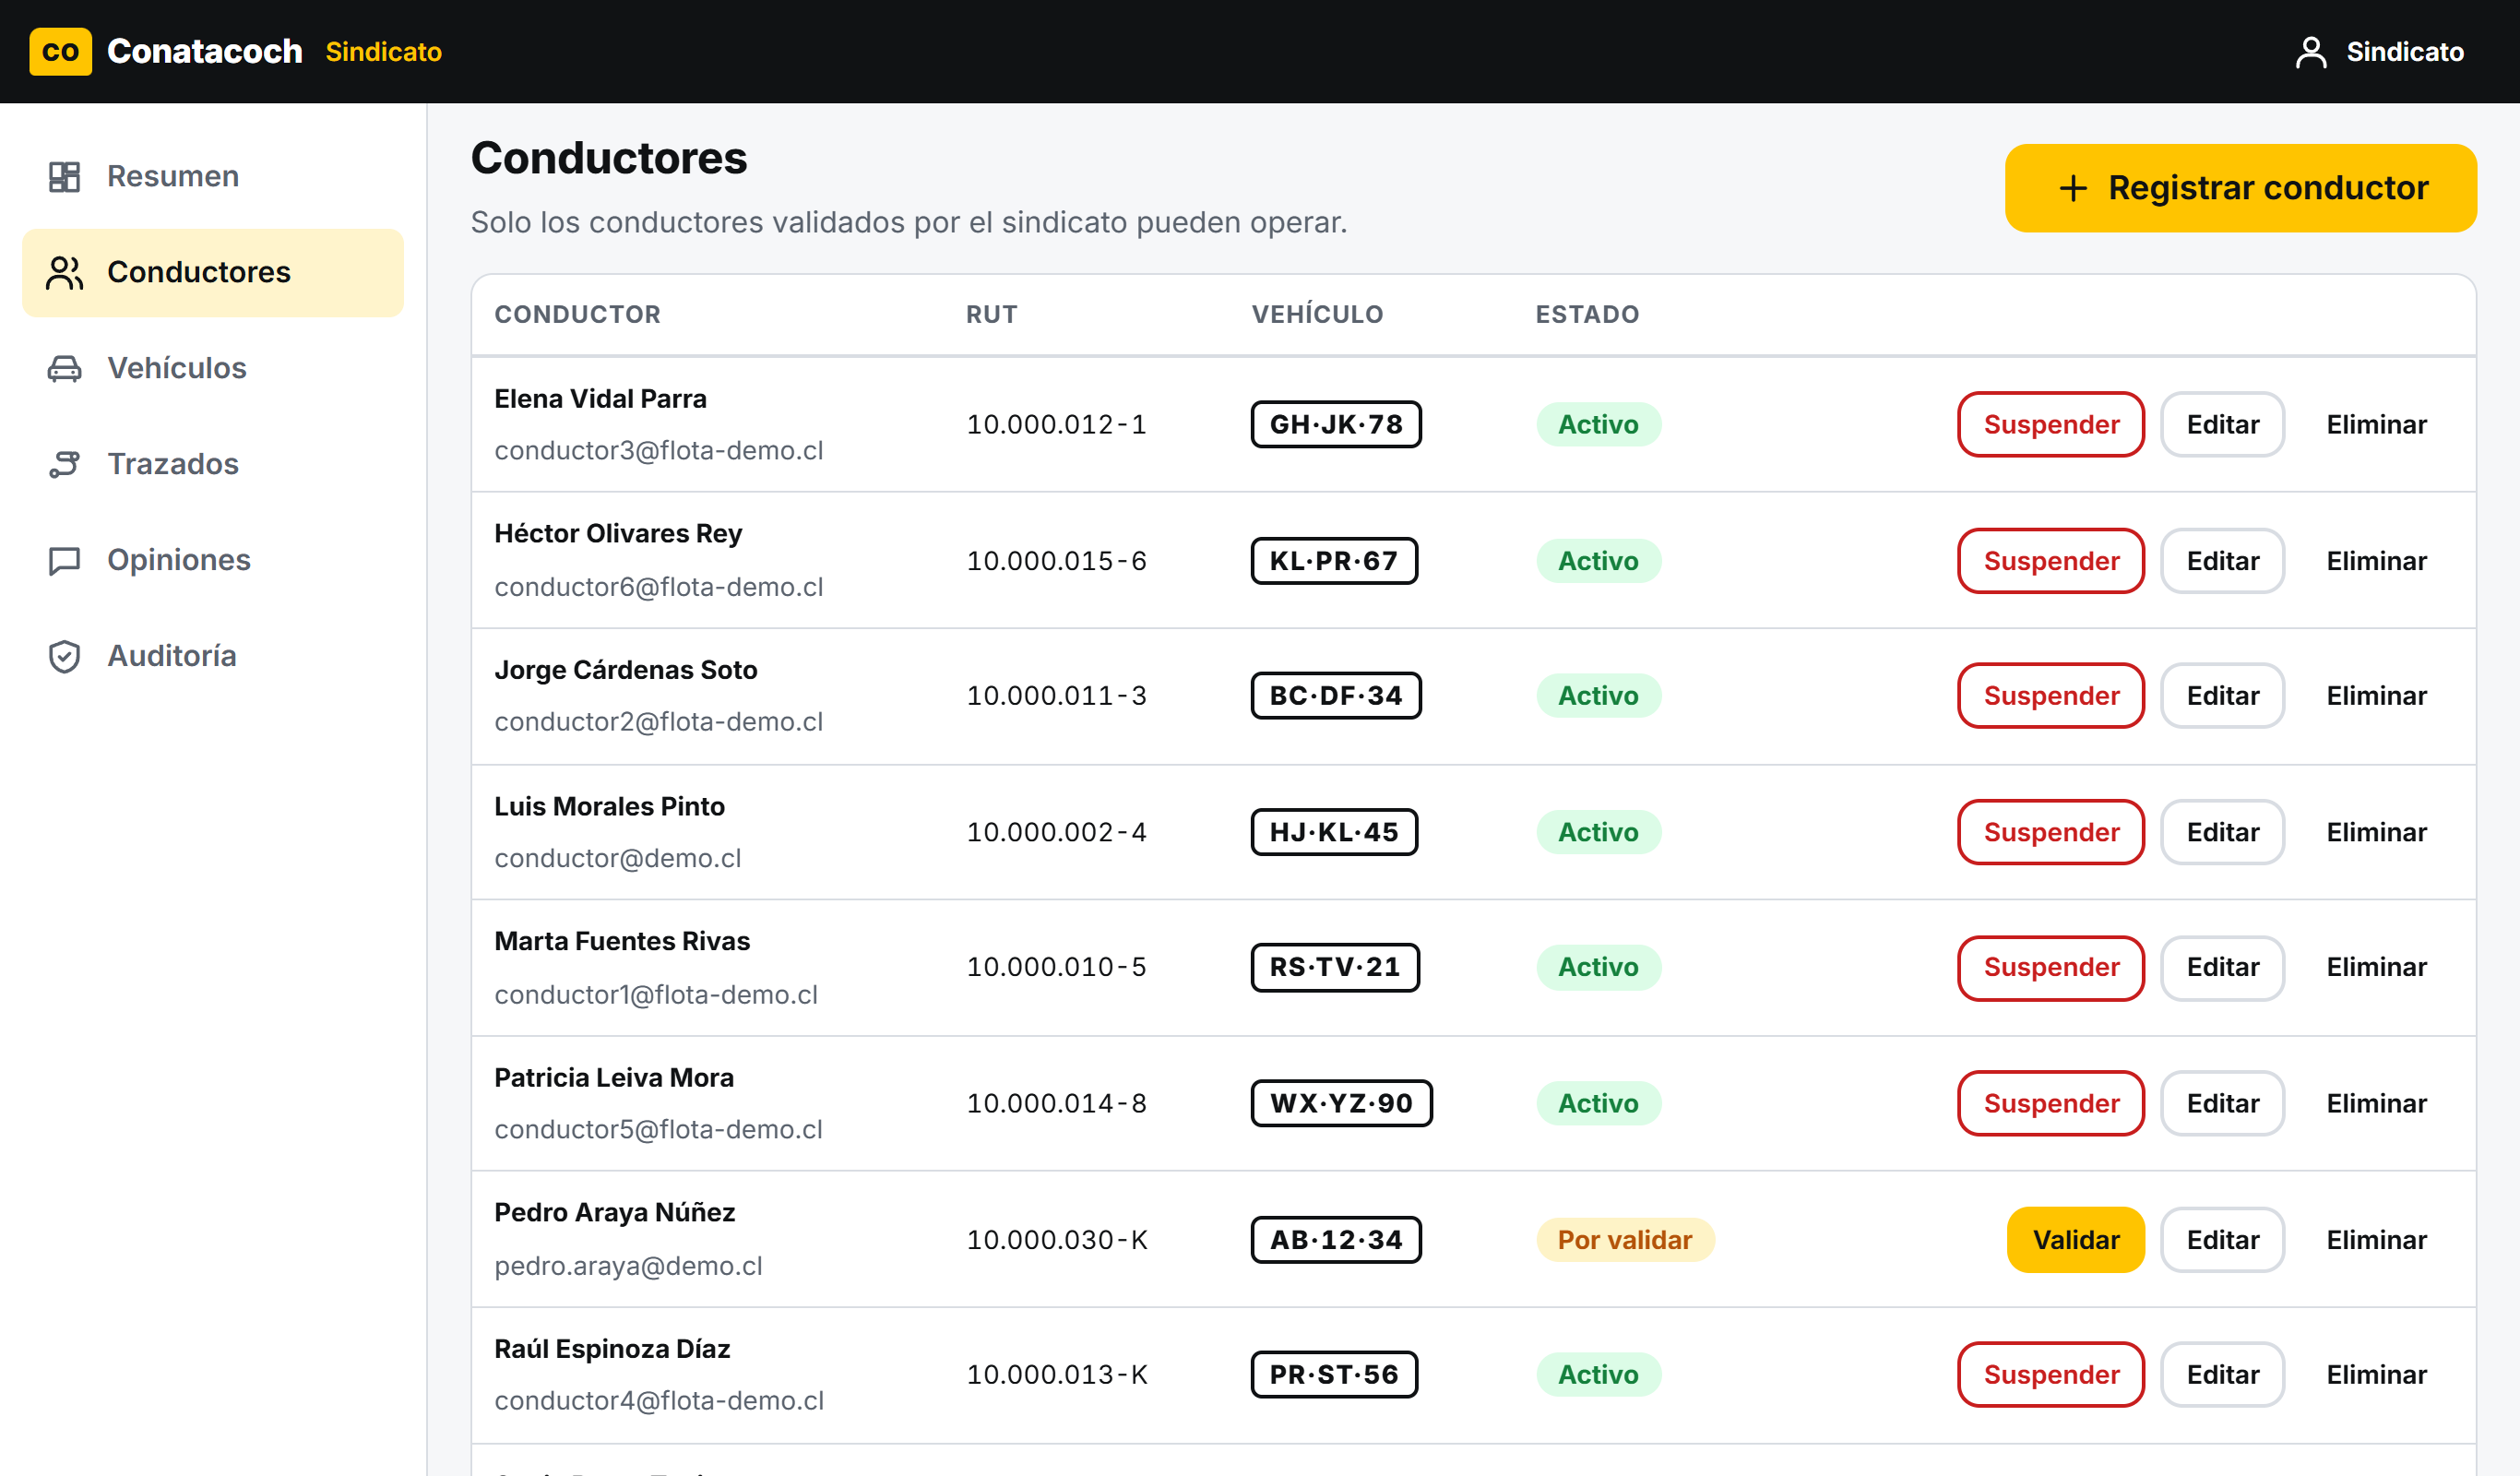 co Conatacoch Sindicato
Sindicato
Resumen
Conductores
Vehículos
Trazados
Opiniones
Auditoría
Conductores
Solo los conductores validados por el sindicato pueden operar.
+ Registrar conductor
CONDUCTOR RUT VEHÍCULO ESTADO
Elena Vidal Parra
conductor3@flota-demo.cl
10.000.012-1 GH·JK·78 Activo Suspender Editar Eliminar
Héctor Olivares Rey
conductor6@flota-demo.cl
10.000.015-6 KL·PR·67 Activo Suspender Editar Eliminar
Jorge Cárdenas Soto
conductor2@flota-demo.cl
10.000.011-3 BC·DF·34 Activo Suspender Editar Eliminar
Luis Morales Pinto
conductor@demo.cl
10.000.002-4 HJ·KL·45 Activo Suspender Editar Eliminar
Marta Fuentes Rivas
conductor1@flota-demo.cl
10.000.010-5 RS·TV·21 Activo Suspender Editar Eliminar
Patricia Leiva Mora
conductor5@flota-demo.cl
10.000.014-8 WX·YZ·90 Activo Suspender Editar Eliminar
Pedro Araya Núñez
pedro.araya@demo.cl
10.000.030-K AB·12·34 Por validar Validar Editar Eliminar
Raúl Espinoza Díaz
conductor4@flota-demo.cl
10.000.013-K PR·ST·56 Activo Suspender Editar Eliminar